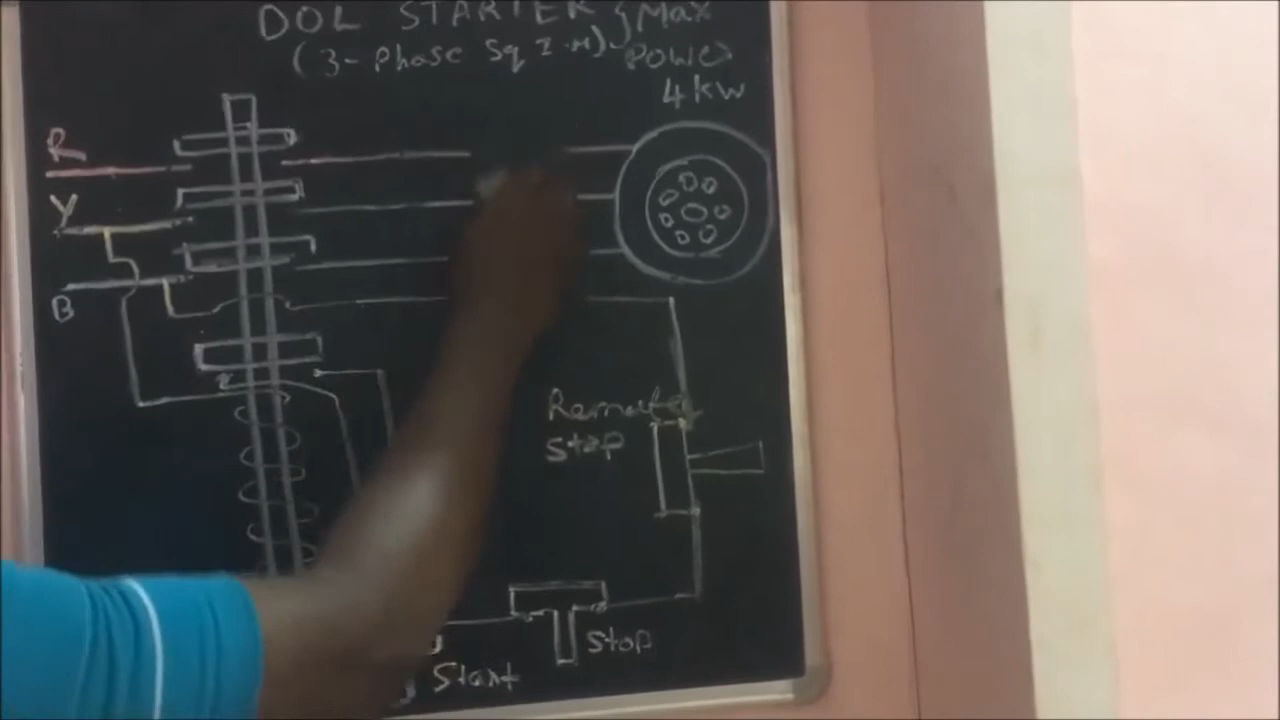 DOL STARTER { Max
(3-Phase Sq I.M) Power
4 kW
R
Y
B
Remote
Stop
Stop
Start